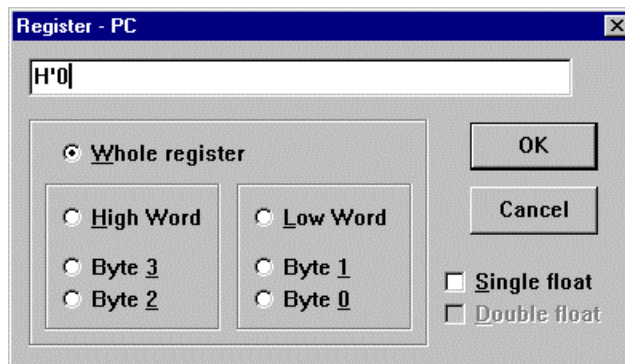 Register - PC
H'0
Whole register
High Word
Byte 3
Byte 2
Low Word
Byte 1
Byte 0
OK
Cancel
Single float
Double float